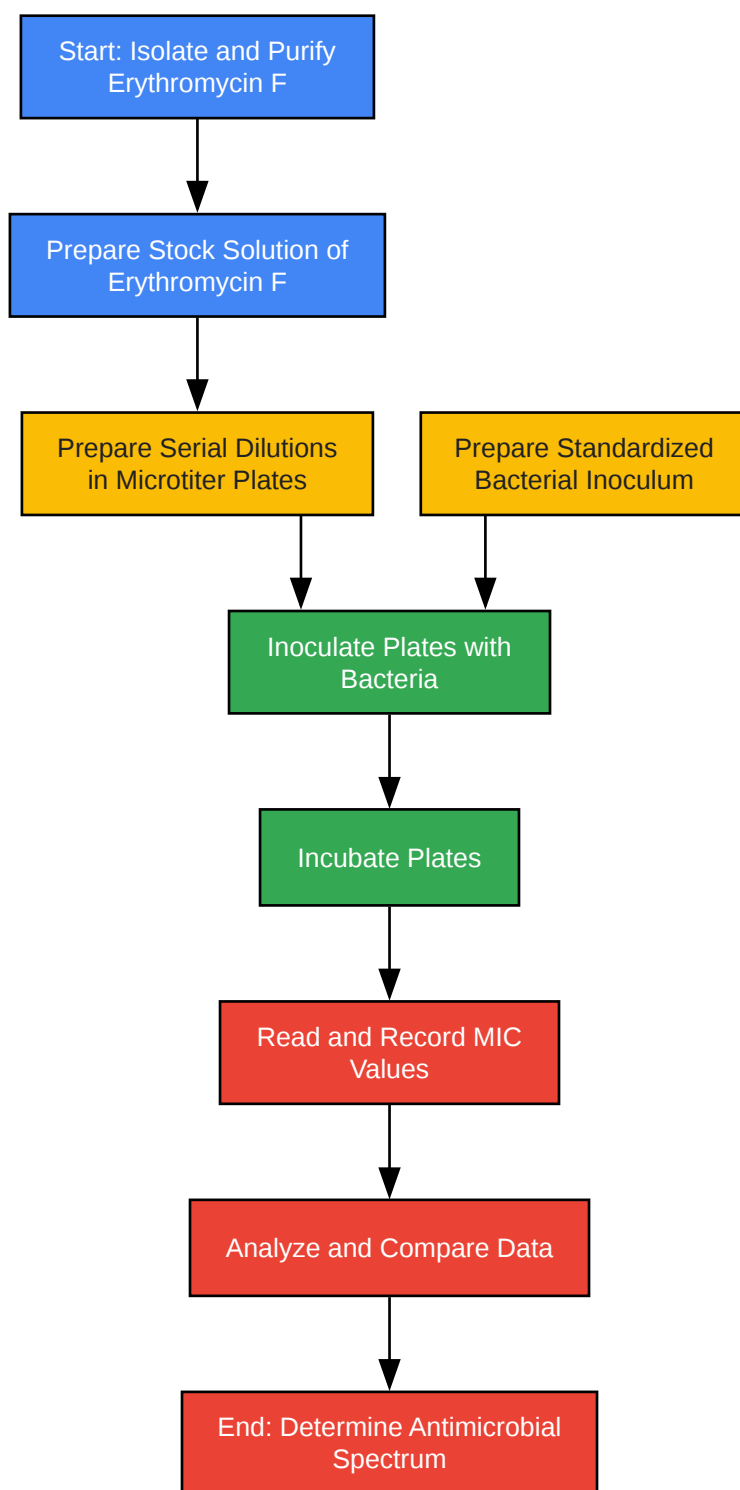 Start: Isolate and Purify
Erythromycin F
Prepare Stock Solution of
Erythromycin F
Prepare Serial Dilutions
in Microtiter Plates
Prepare Standardized
Bacterial Inoculum
Inoculate Plates with
Bacteria
Incubate Plates
Read and Record MIC
Values
Analyze and Compare Data
End: Determine Antimicrobial
Spectrum